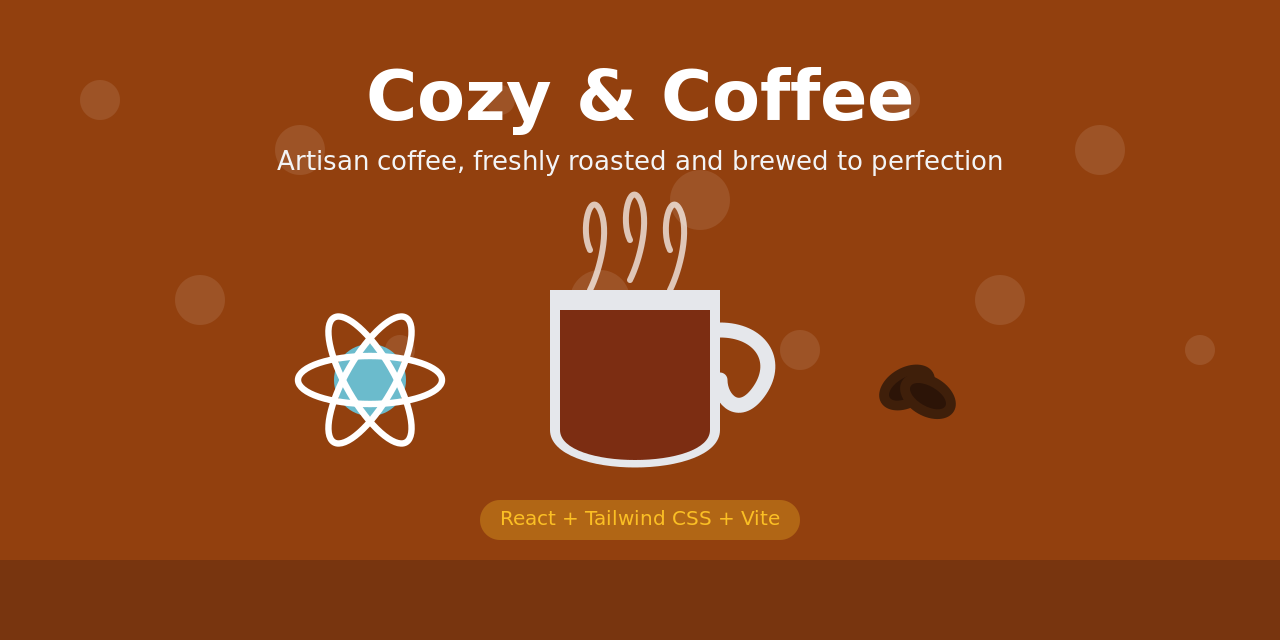 Cozy & Coffee
Artisan coffee, freshly roasted and brewed to perfection
React + Tailwind CSS + Vite